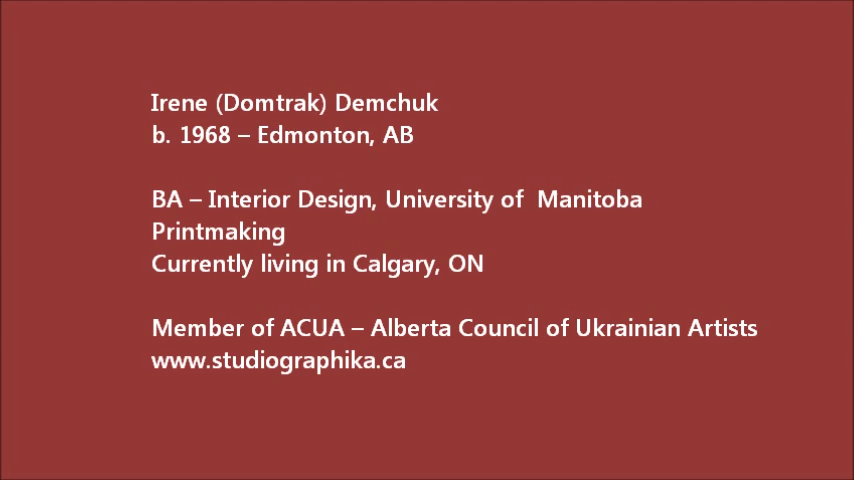 Irene (Domtrak) Demchuk
b. 1968 – Edmonton, AB
BA – Interior Design, University of  Manitoba
Printmaking
Currently living in Calgary, ON
Member of ACUA – Alberta Council of Ukrainian Artists
www.studiographika.ca